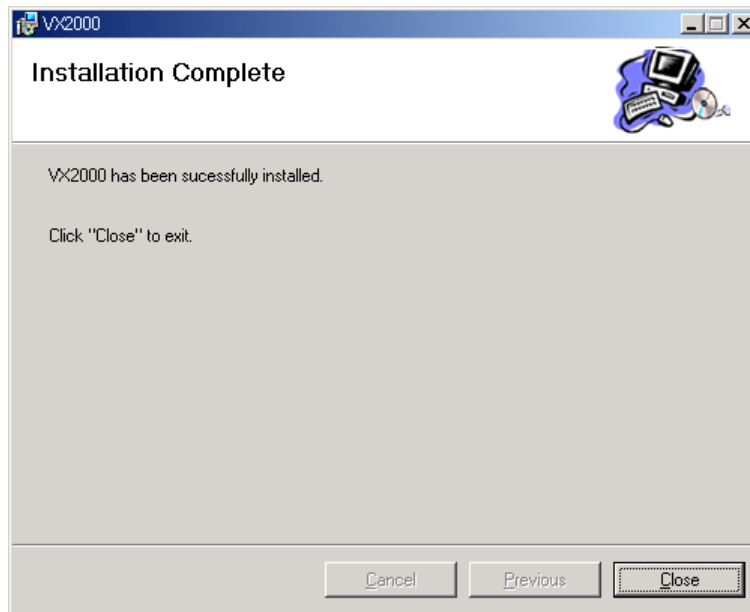 VX2000
Installation Complete
VX2000 has been sucessfully installed.
Click "Close" to exit.
Cancel
Previous
Close